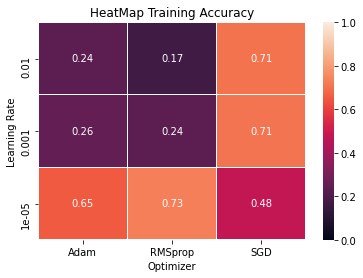 HeatMap Training Accuracy
Learning Rate
0.01
0.24 0.17 0.71
0.001
0.26 0.24 0.71
1e-05
0.65 0.73 0.48
Adam RMSprop SGD
Optimizer
1.0
0.8
0.6
0.4
0.2
0.0